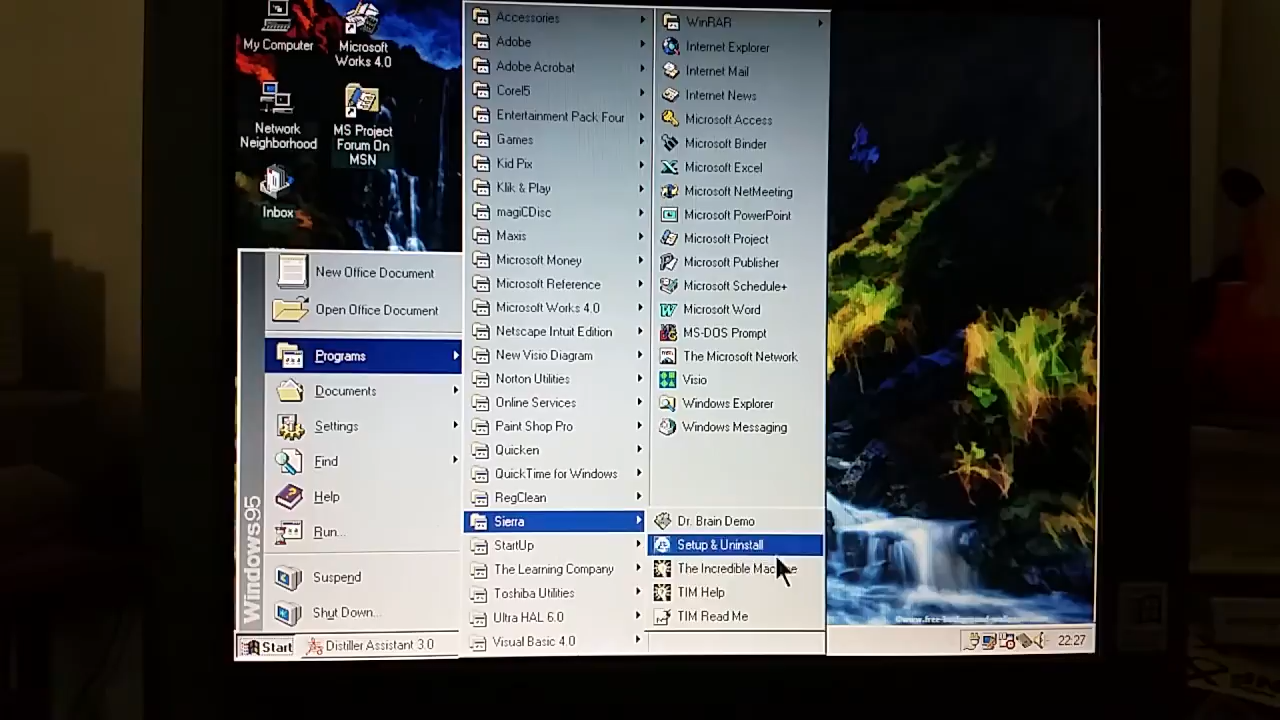 My Computer
Microsoft
Works 4.0
Network
Neighborhood
MS Project
Forum On
MSN
Inbox
New Office Document
Open Office Document
Programs
Documents
Settings
Find
Help
Run...
Suspend
Shut Down...
Windows95
Start
Distiller Assistant 3.0
Accessories
Adobe
Adobe Acrobat
Corel5
Entertainment Pack Four
Games
Kid Pix
Klik & Play
magiCDisc
Maxis
Microsoft Money
Microsoft Reference
Microsoft Works 4.0
Netscape Intuit Edition
New Visio Diagram
Norton Utilities
Online Services
Paint Shop Pro
Quicken
QuickTime for Windows
RegClean
Sierra
StartUp
The Learning Company
Toshiba Utilities
Ultra HAL 6.0
Visual Basic 4.0
WinRAR
Internet Explorer
Internet Mail
Internet News
Microsoft Access
Microsoft Binder
Microsoft Excel
Microsoft NetMeeting
Microsoft PowerPoint
Microsoft Project
Microsoft Publisher
Microsoft Schedule+
Microsoft Word
MS-DOS Prompt
The Microsoft Network
Visio
Windows Explorer
Windows Messaging
Dr. Brain Demo
Setup & Uninstall
The Incredible Machine
TIM Help
TIM Read Me
22:27